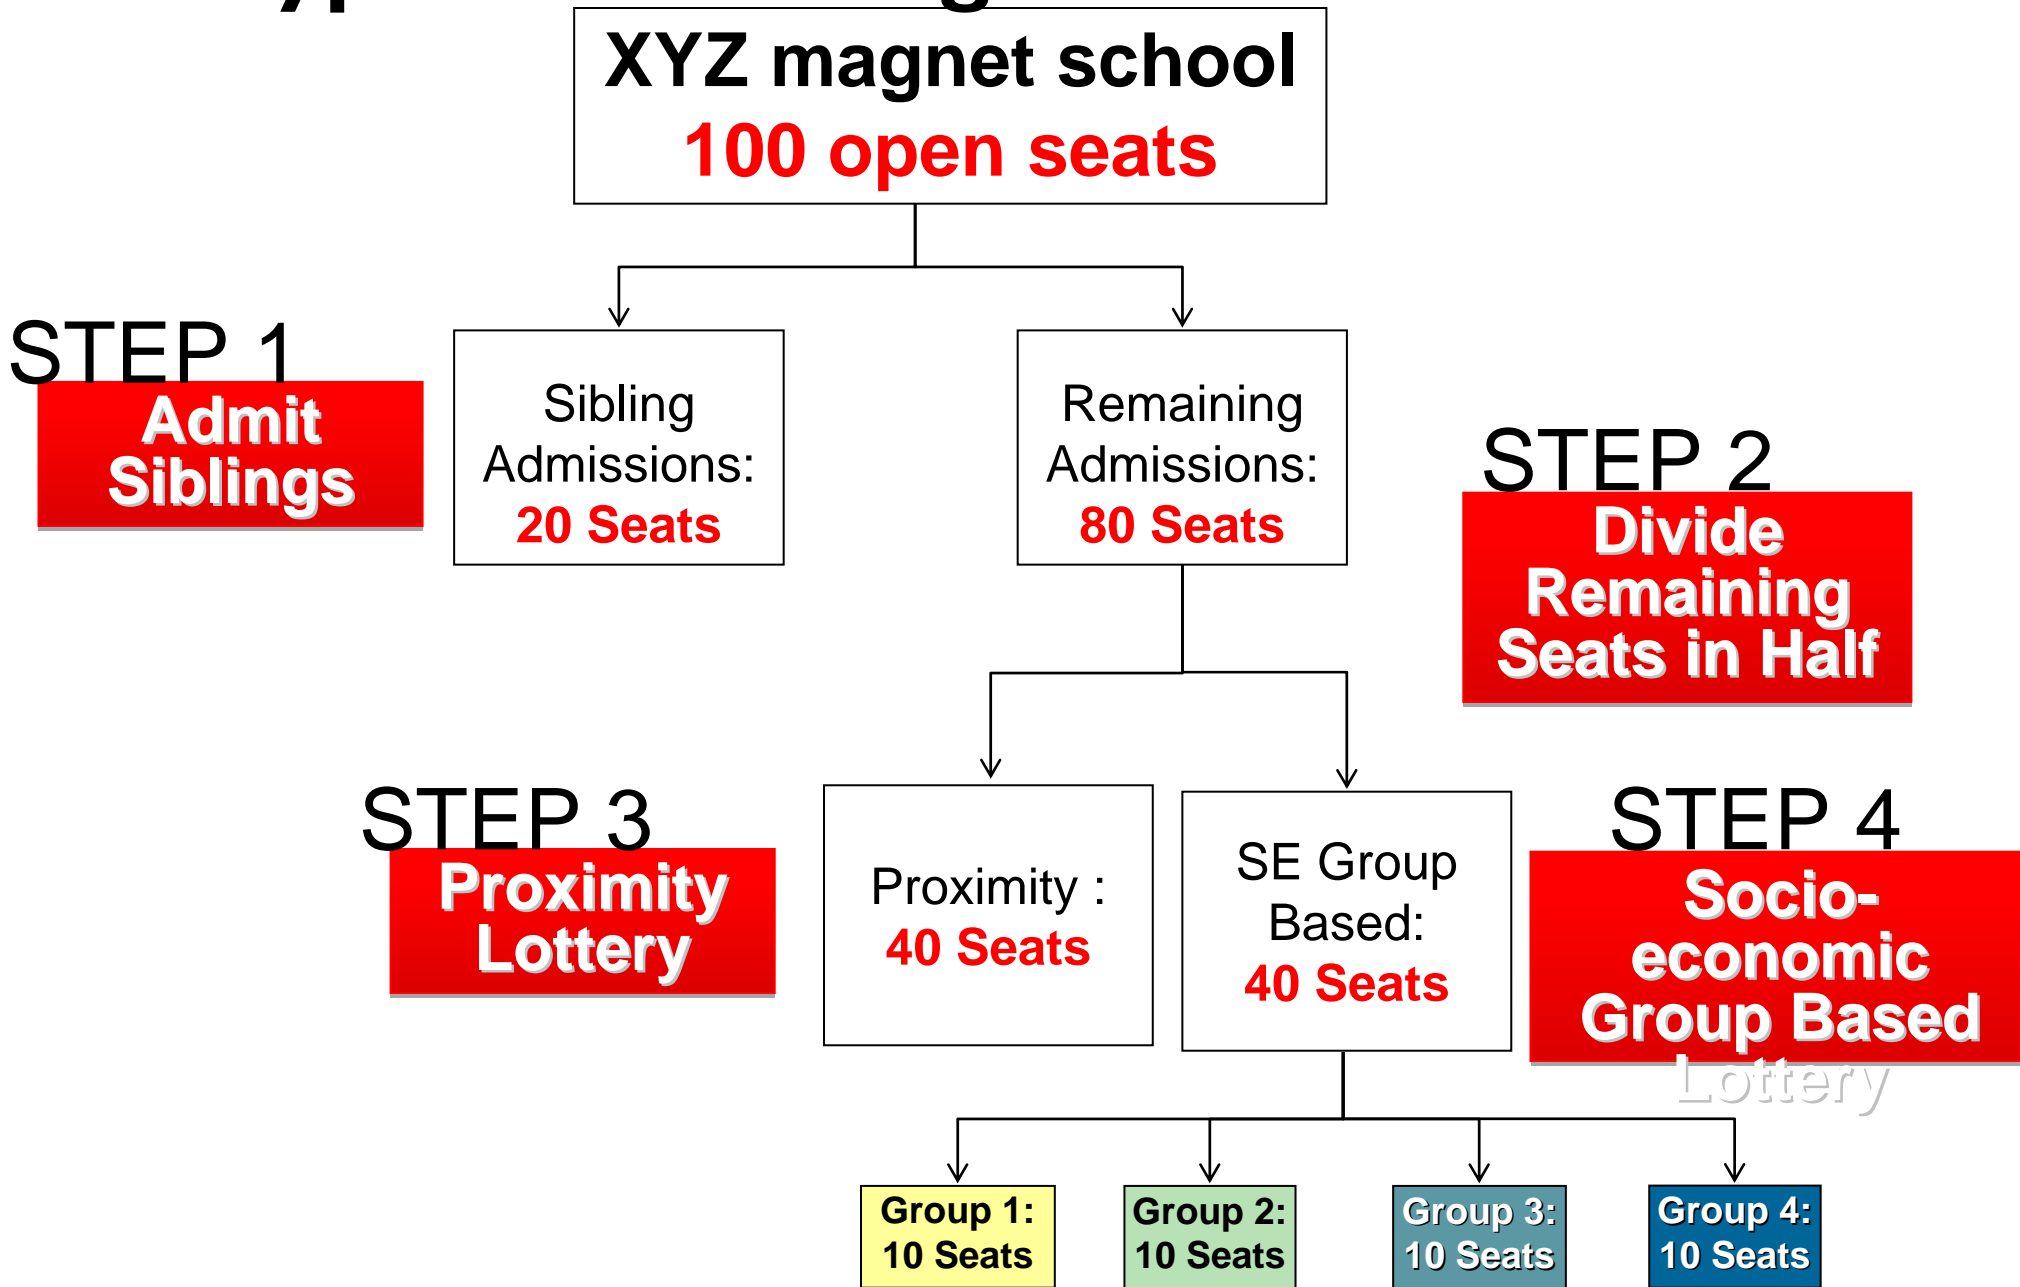 XYZ magnet school
100 open seats
STEP 1
Admit
Siblings
Sibling
Admissions:
20 Seats
Remaining
Admissions:
80 Seats
STEP 2
Divide
Remaining
Seats in Half
STEP 3
Proximity
Lottery
Proximity :
40 Seats
SE Group
Based:
40 Seats
STEP 4
Socio-
economic
Group Based
Lottery
Group 1:
10 Seats
Group 2:
10 Seats
Group 3:
10 Seats
Group 4:
10 Seats